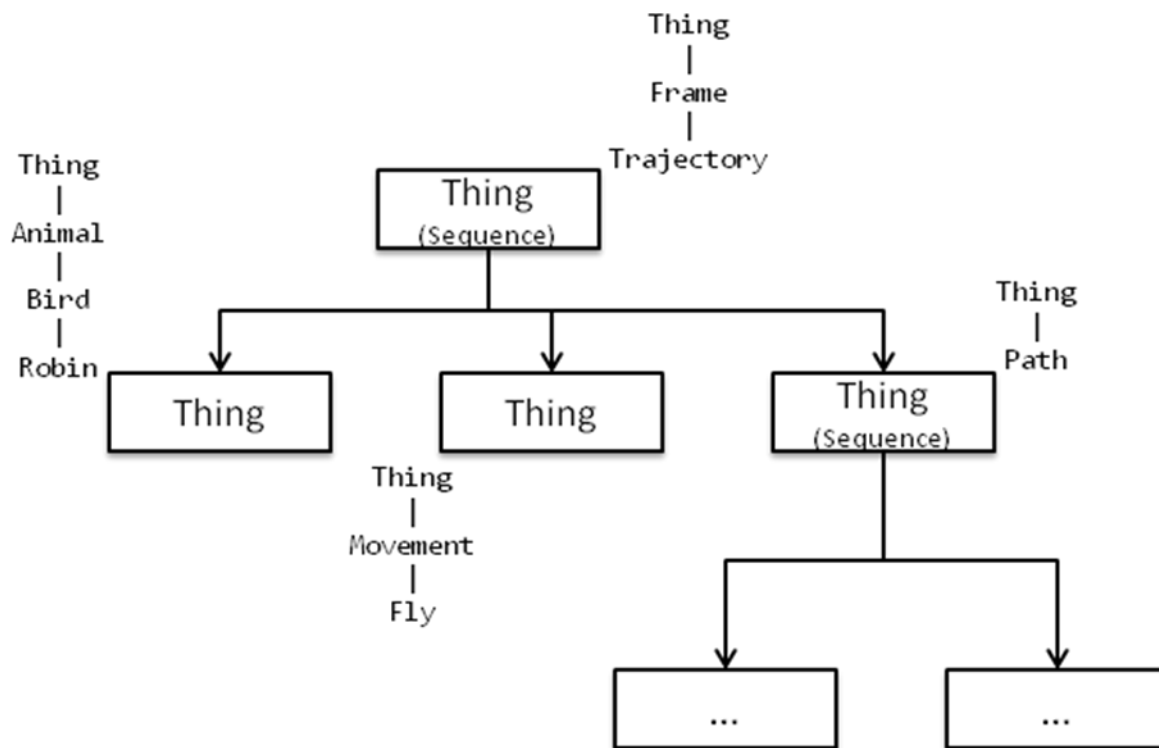 Thing
|
Frame
|
Trajectory
Thing
|
Animal
|
Bird
|
Robin
Thing
(Sequence)
Thing
|
Path
Thing
Thing
Thing
(Sequence)
Thing
|
Movement
|
Fly
...
...